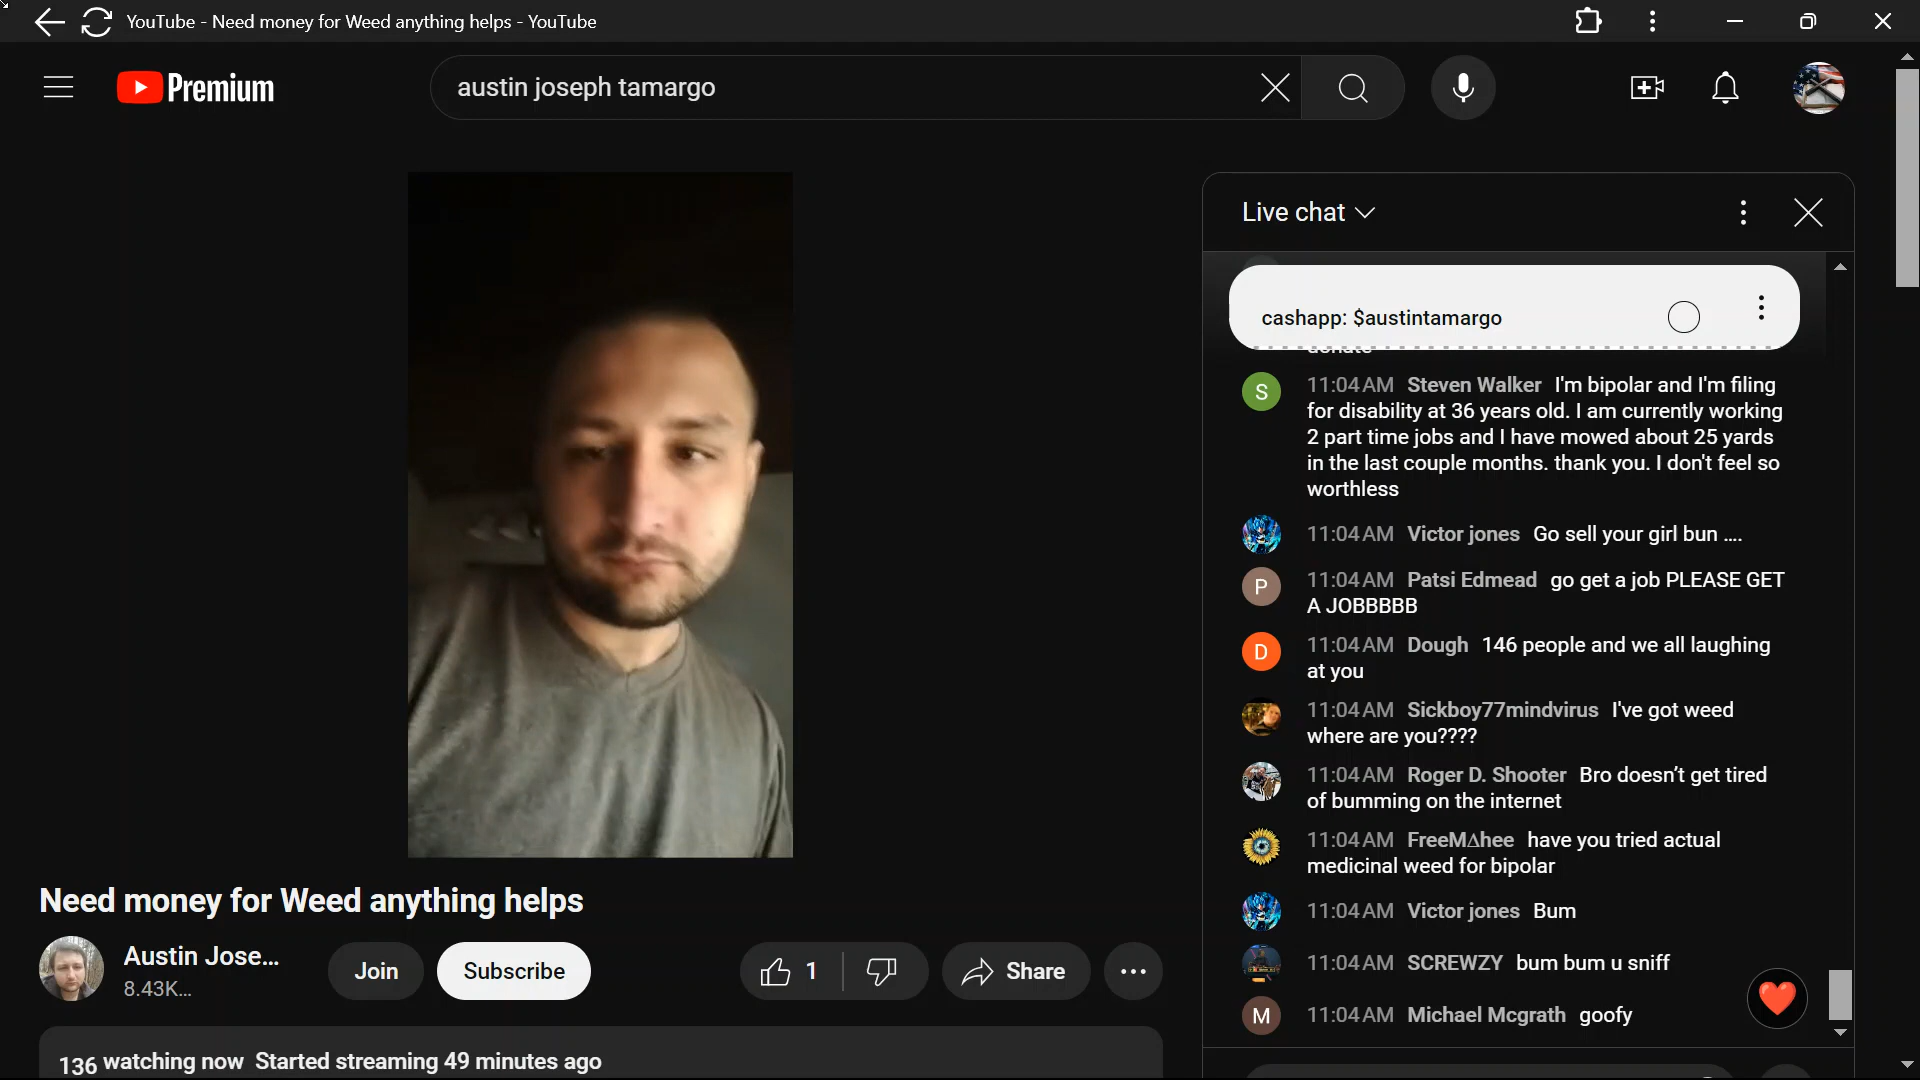 YouTube - Need money for Weed anything helps - YouTube
Premium
austin joseph tamargo
Live chat
cashapp: $austintamargo
donate
S
11:04 AM Steven Walker I'm bipolar and I'm filing
for disability at 36 years old. I am currently working
2 part time jobs and I have mowed about 25 yards
in the last couple months. thank you. I don't feel so
worthless
11:04 AM Victor jones Go sell your girl bun ....
P
11:04 AM Patsi Edmead go get a job PLEASE GET
A JOBBBBB
D
11:04 AM Dough 146 people and we all laughing
at you
11:04 AM Sickboy77mindvirus I've got weed
where are you????
11:04 AM Roger D. Shooter Bro doesn’t get tired
of bumming on the internet
11:04 AM FreeM∆hee have you tried actual
medicinal weed for bipolar
11:04 AM Victor jones Bum
11:04 AM SCREWZY bum bum u sniff
M
11:04 AM Michael Mcgrath goofy
Need money for Weed anything helps
Austin Jose...
8.43K...
Join
Subscribe
1
Share
136 watching now Started streaming 49 minutes ago